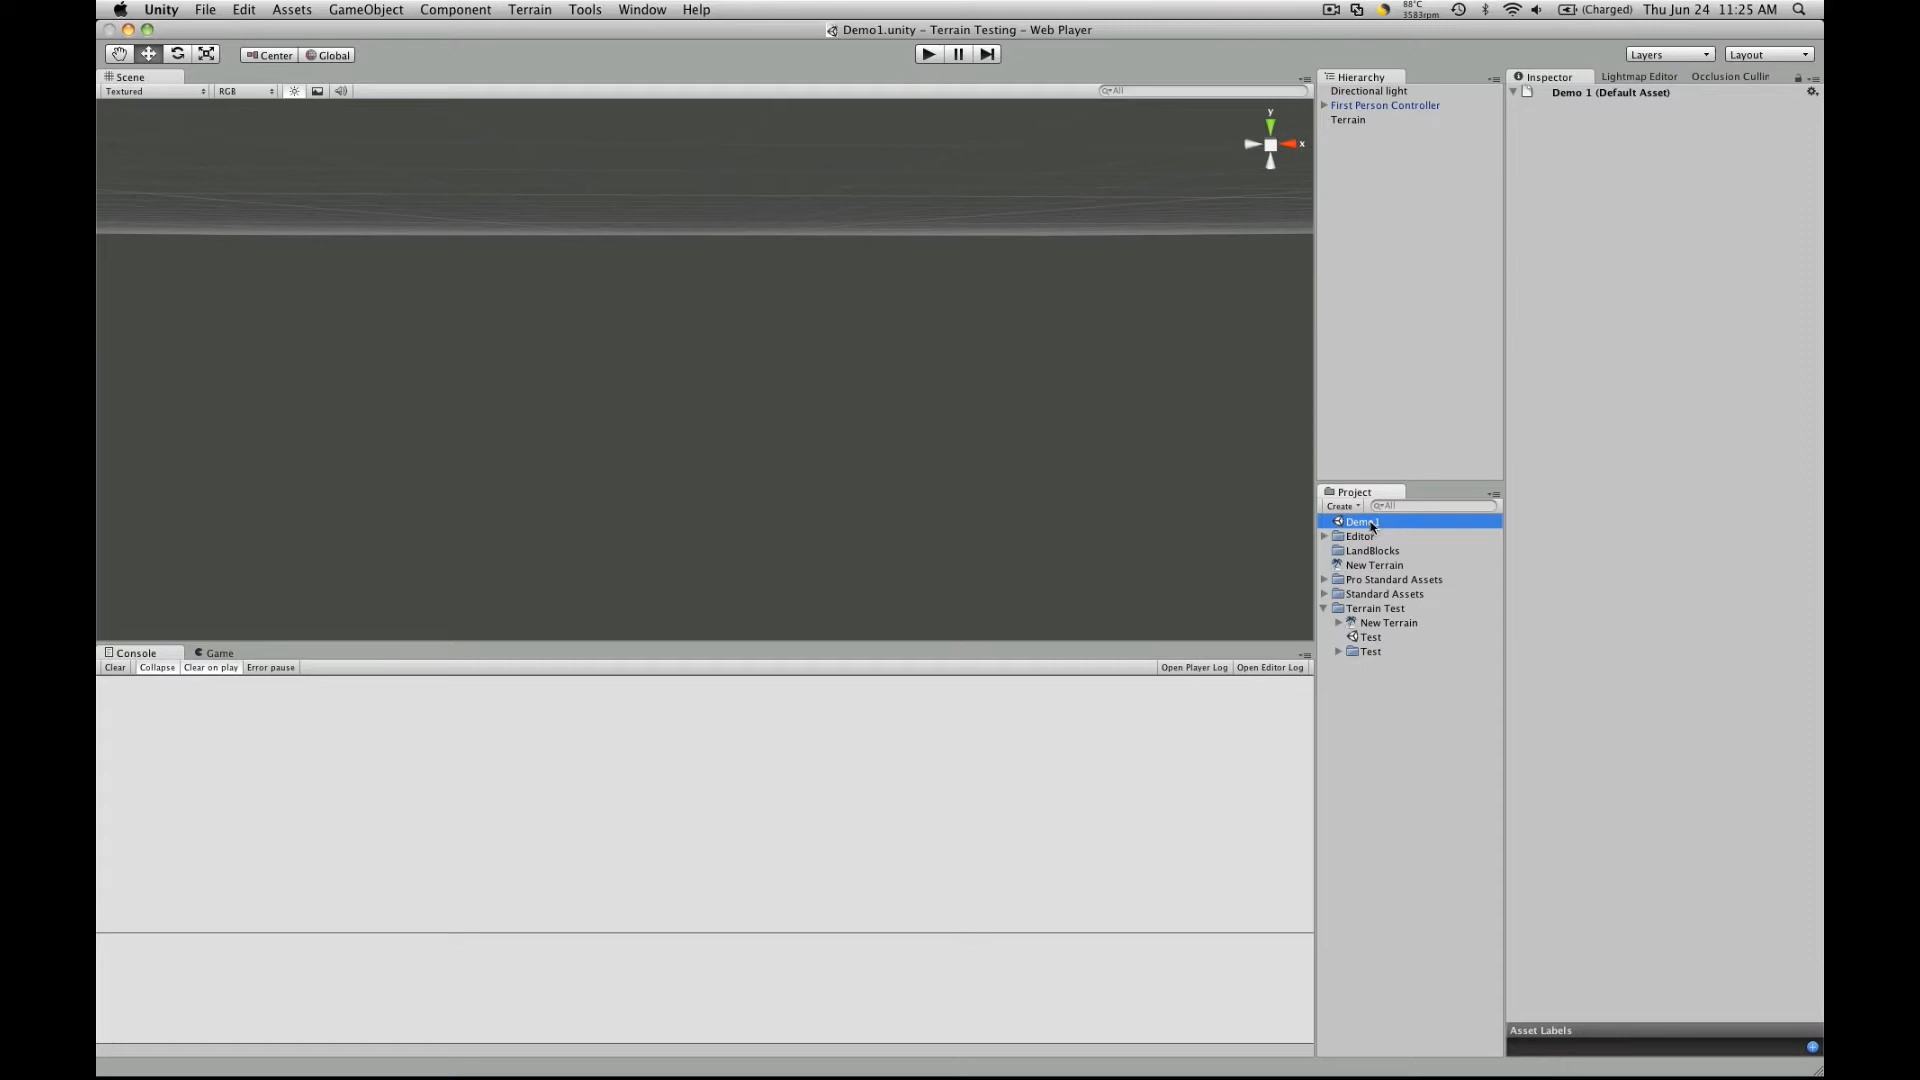 Unity File Edit Assets GameObject Component Terrain Tools Window Help 88°C 3583rpm (Charged) Thu Jun 24 11:25 AM
Demo1.unity – Terrain Testing – Web Player
Center Global Layers Layout
Scene
Textured RGB All
y
x
Hierarchy
Directional light
First Person Controller
Terrain
Inspector Lightmap Editor Occlusion Cullin
Demo 1 (Default Asset)
Project
Create All
Demo1
Editor
LandBlocks
New Terrain
Pro Standard Assets
Standard Assets
Terrain Test
New Terrain
Test
Test
Console Game
Clear Collapse Clear on play Error pause Open Player Log Open Editor Log
Asset Labels